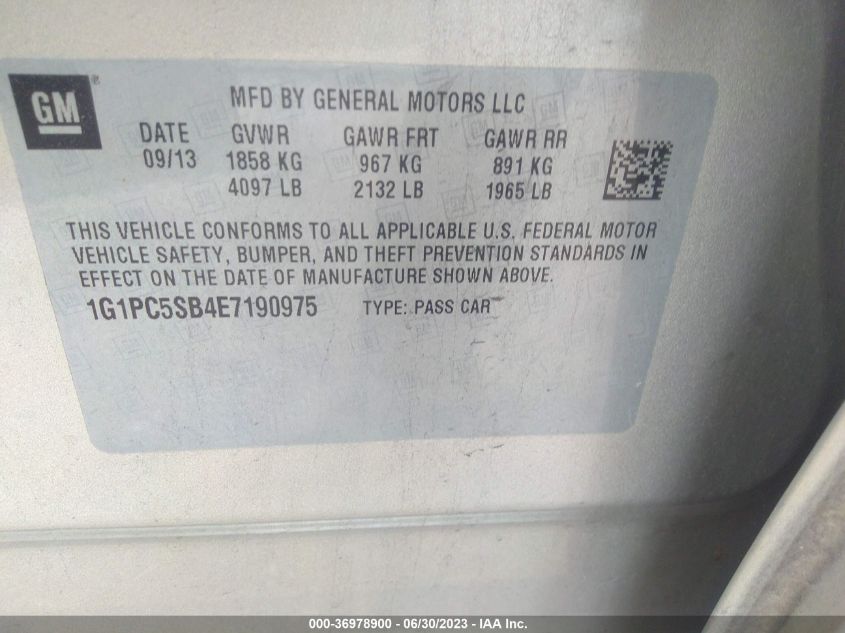 GM ®
MFD BY GENERAL MOTORS LLC
DATE GVWR GAWR FRT GAWR RR
09/13 1858 KG 967 KG 891 KG
4097 LB 2132 LB 1965 LB
THIS VEHICLE CONFORMS TO ALL APPLICABLE U.S. FEDERAL MOTOR
VEHICLE SAFETY, BUMPER, AND THEFT PREVENTION STANDARDS IN
EFFECT ON THE DATE OF MANUFACTURE SHOWN ABOVE.
1G1PC5SB4E7190975 TYPE: PASS CAR
000-36978900 - 06/30/2023 - IAA Inc.